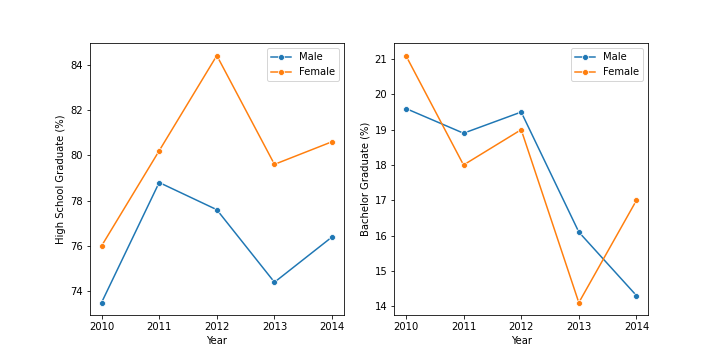 Male
Female
84
82
80
78
76
74
High School Graduate (%)
2010 2011 2012 2013 2014
Year
Male
Female
21
20
19
18
17
16
15
14
Bachelor Graduate (%)
2010 2011 2012 2013 2014
Year